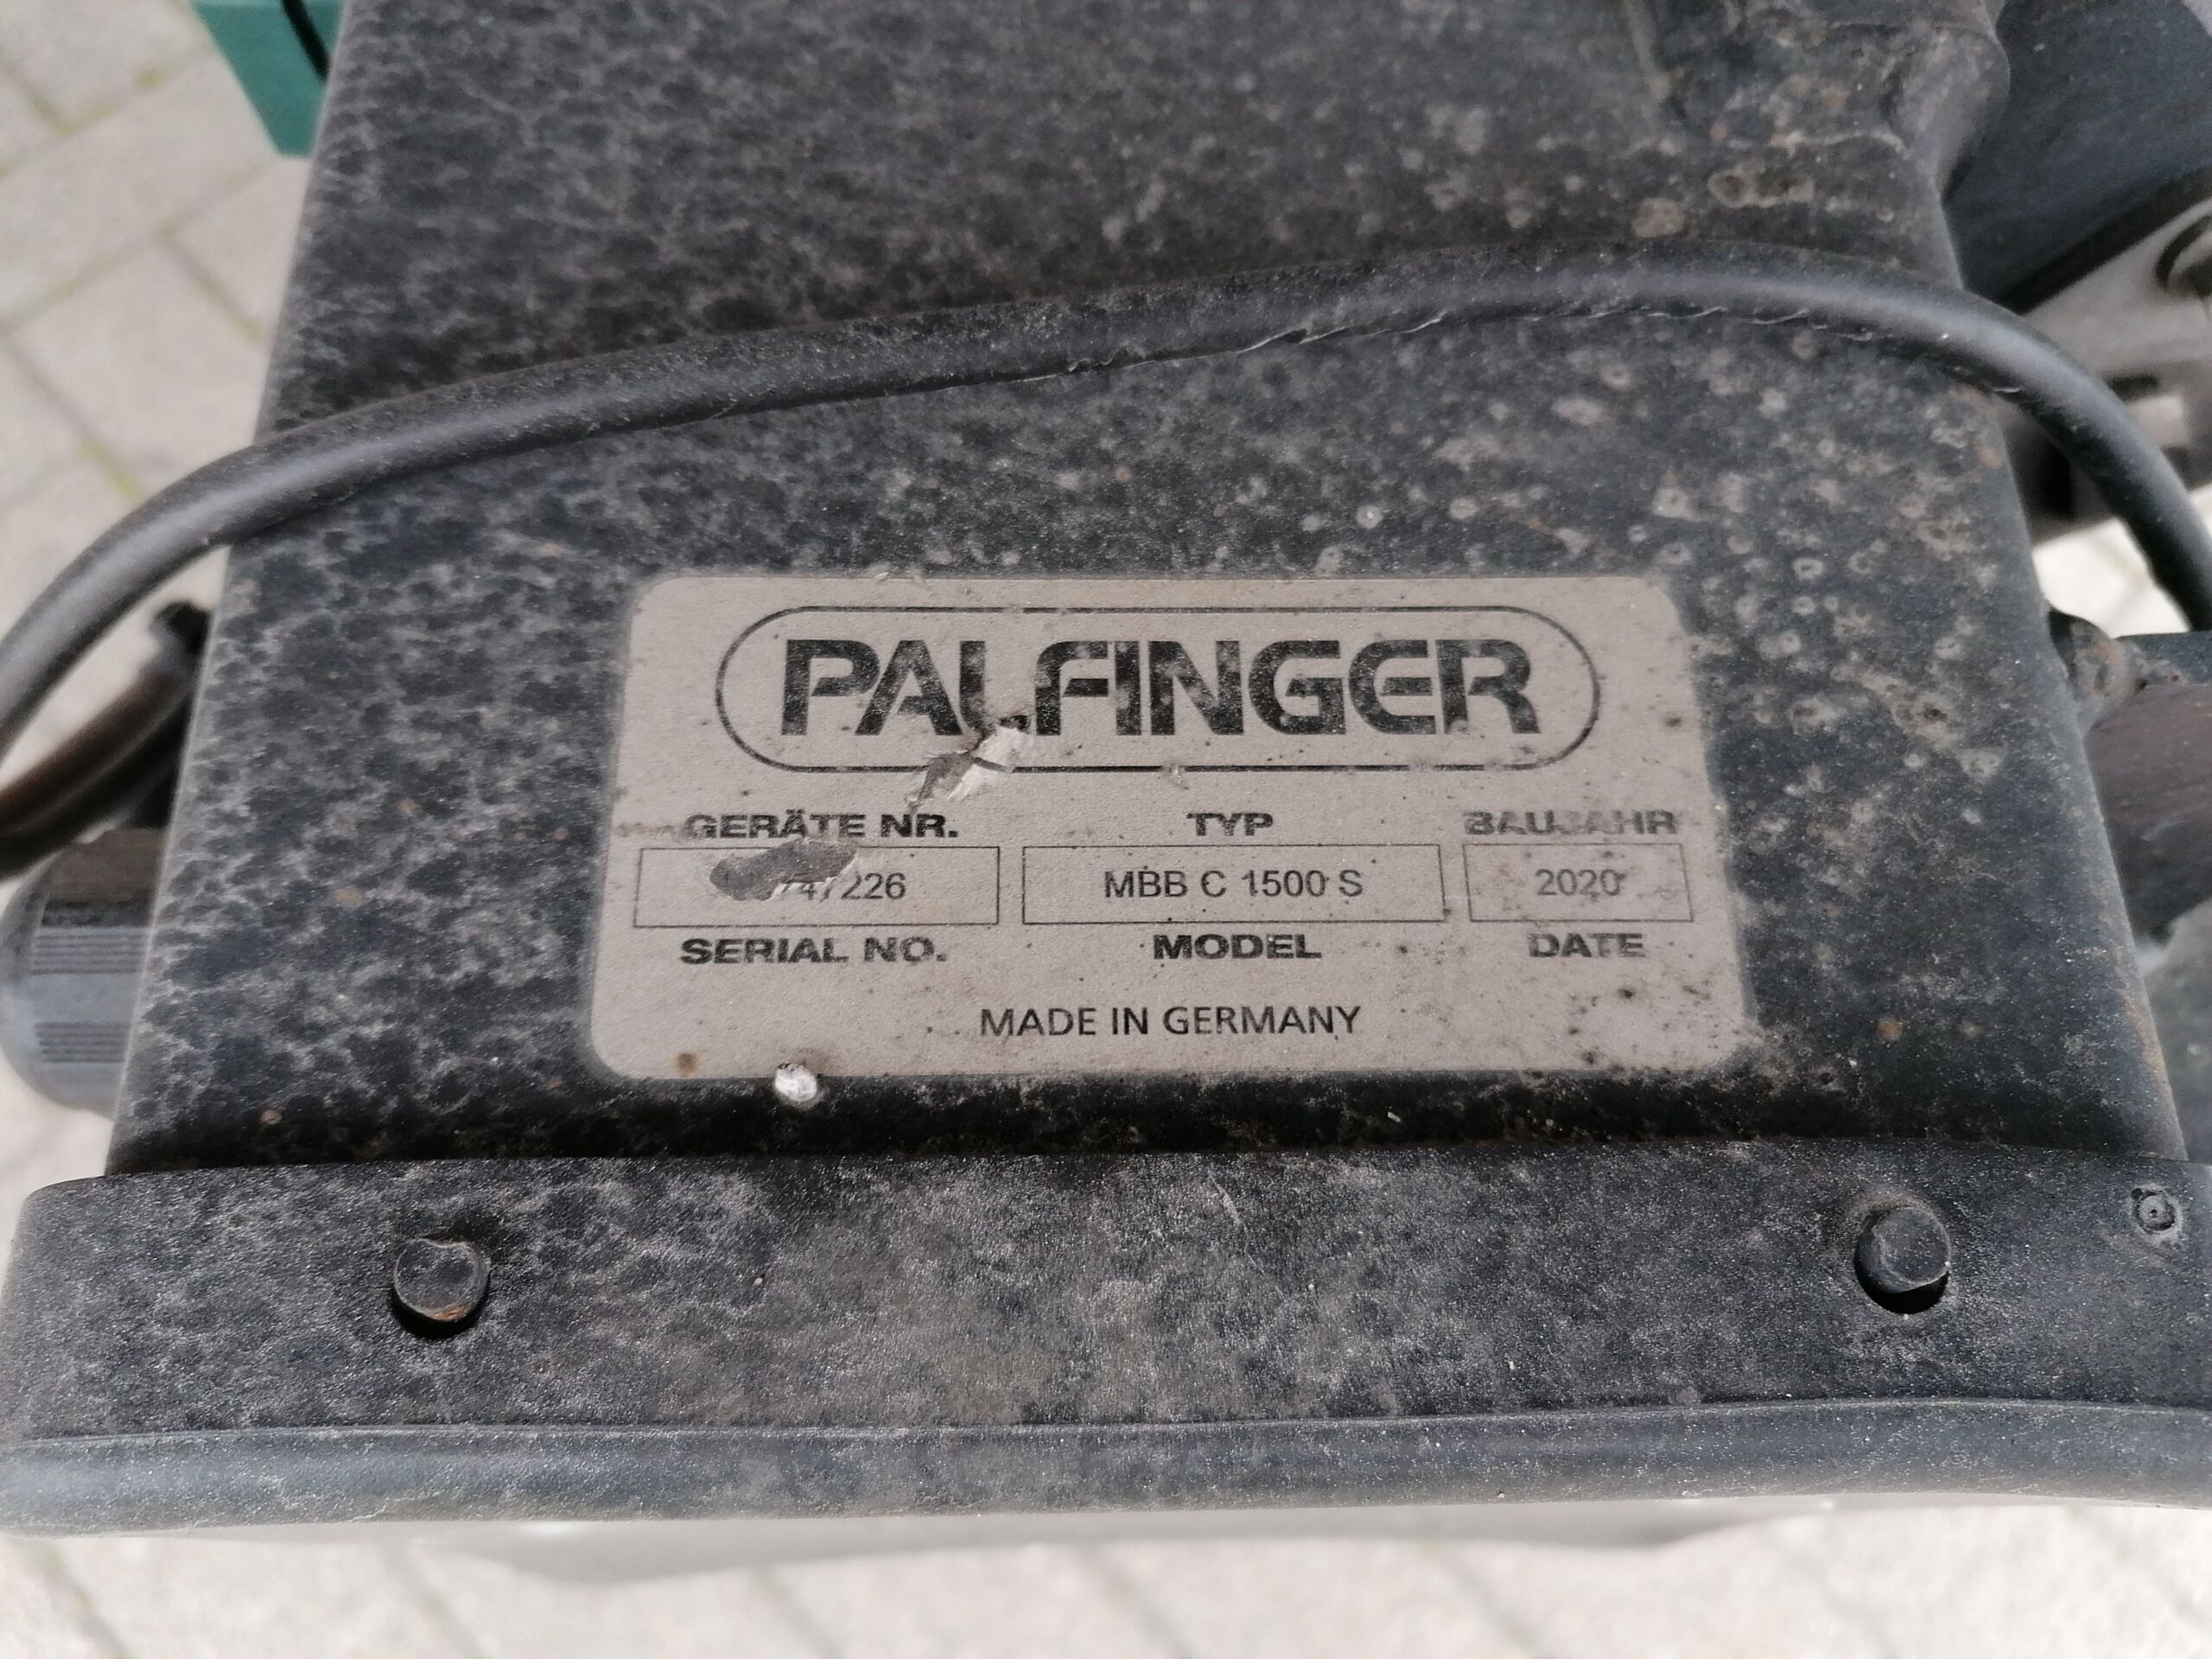 PALFINGER
GERÄTE NR. TYP BAUJAHR
MBB C 1500 S 2020
SERIAL NO. MODEL DATE
MADE IN GERMANY